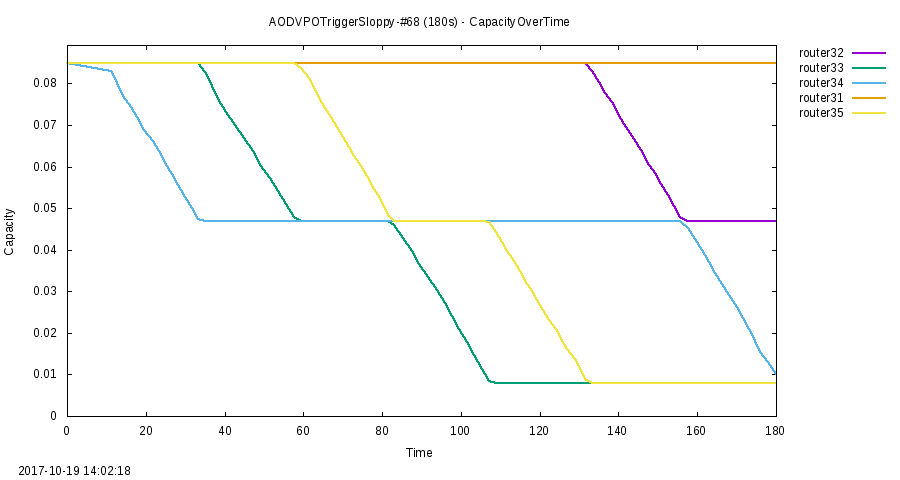 AODVPOTriggerSloppy-#68 (180s) - CapacityOverTime
router32
router33
router34
router31
router35
0.08
0.07
0.06
0.05
0.04
0.03
0.02
0.01
0
Capacity
0 20 40 60 80 100 120 140 160 180
Time
2017-10-19 14:02:18